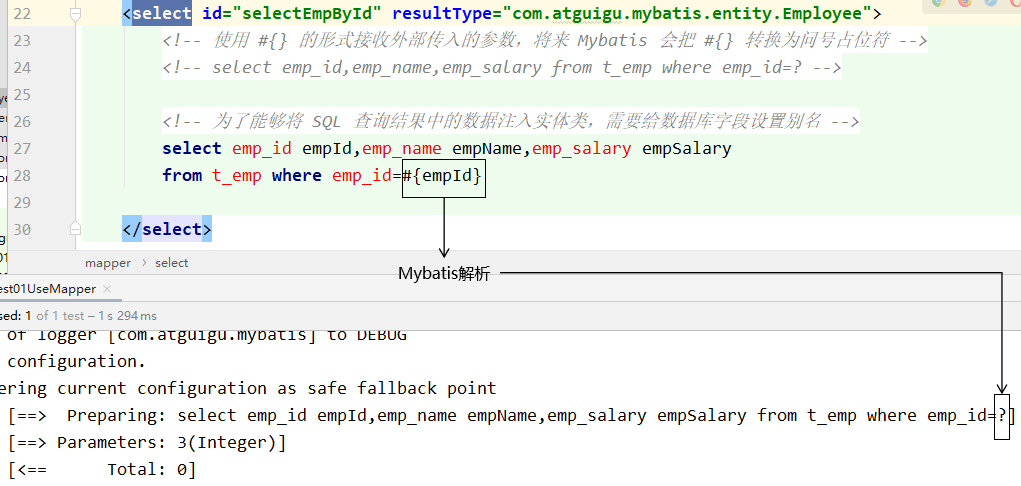 22 <select id="selectEmpById" resultType="com.atguigu.mybatis.entity.Employee">
23 <!-- 使用 #{} 的形式接收外部传入的参数，将来 Mybatis 会把 #{} 转换为问号占位符 -->
24 <!-- select emp_id,emp_name,emp_salary from t_emp where emp_id=? -->
25
26 <!-- 为了能够将 SQL 查询结果中的数据注入实体类，需要给数据库字段设置别名 -->
27 select emp_id empId,emp_name empName,emp_salary empSalary
28 from t_emp where emp_id=#{empId}
29
30 </select>
mapper › select
Mybatis解析
est01UseMapper ×
sed: 1 of 1 test – 1 s 294 ms
of logger [com.atguigu.mybatis] to DEBUG
configuration.
ering current configuration as safe fallback point
[==>  Preparing: select emp_id empId,emp_name empName,emp_salary empSalary from t_emp where emp_id=?]
[==> Parameters: 3(Integer)]
[<==      Total: 0]